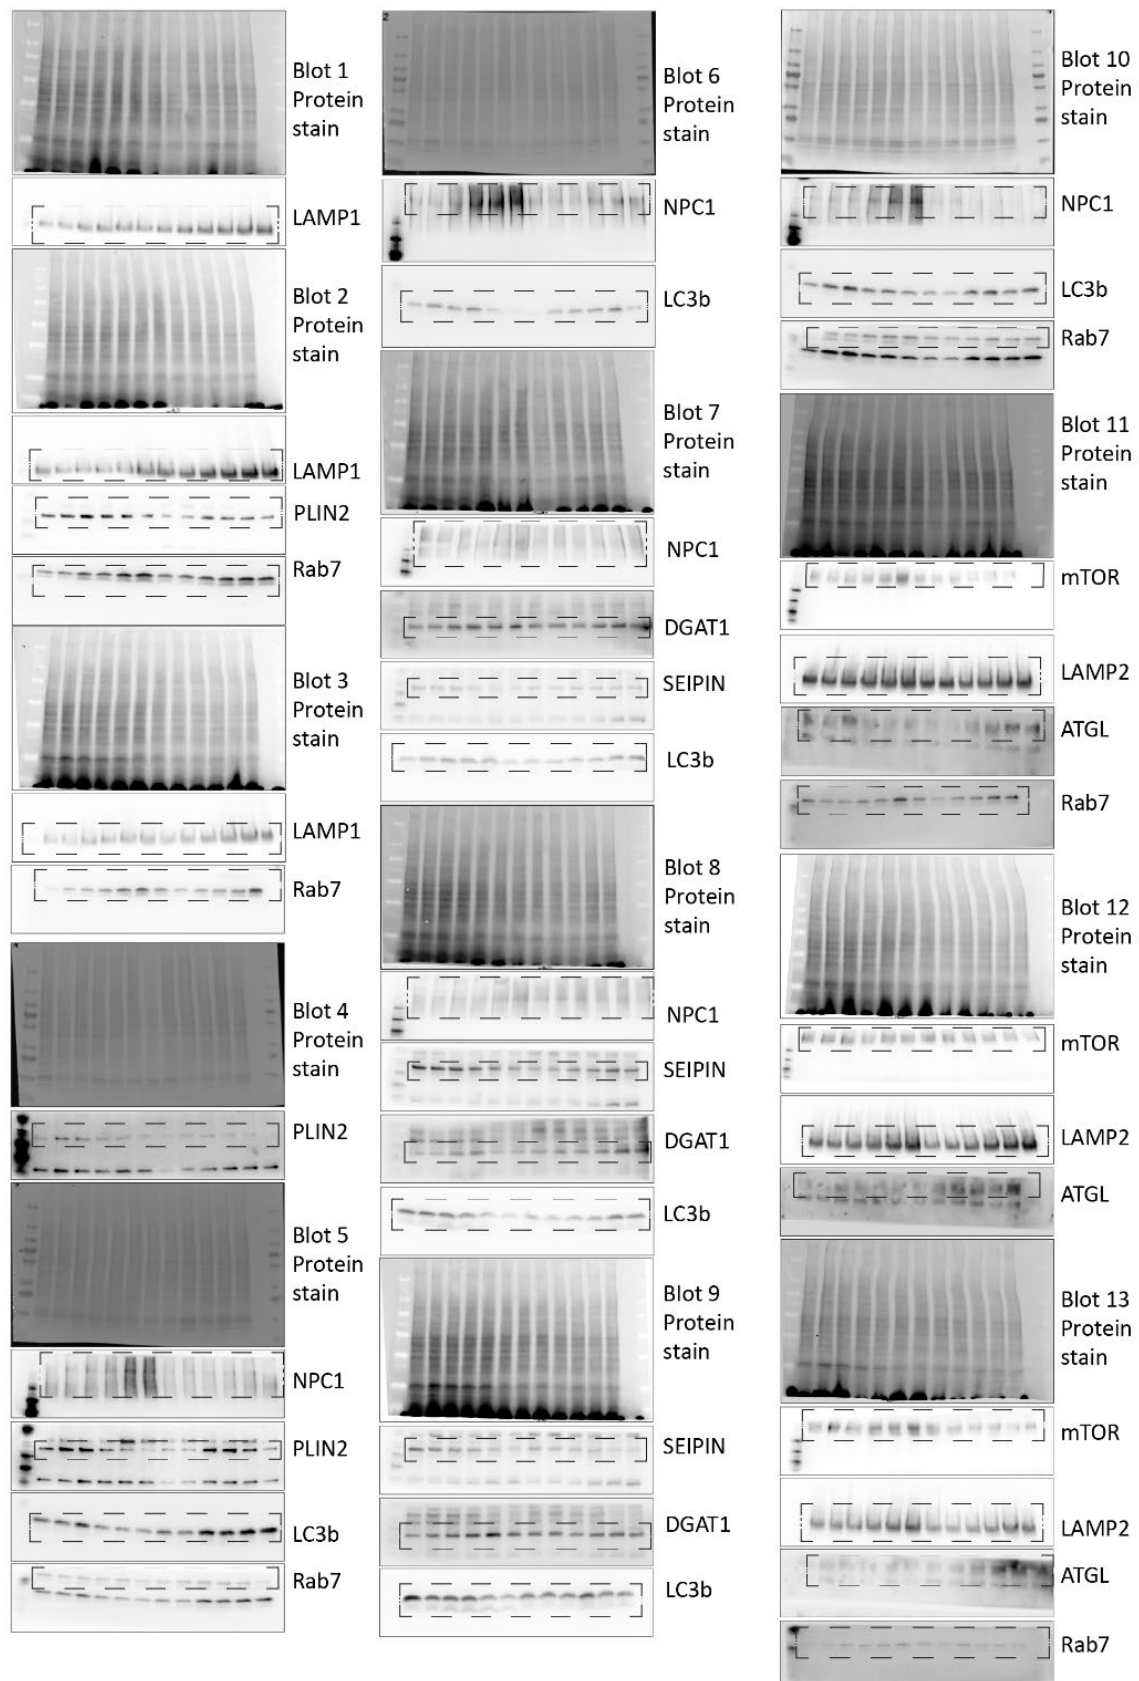 Blot 1
Protein
stain
LAMP1
Blot 2
Protein
stain
LAMP1
PLIN2
Rab7
Blot 3
Protein
stain
LAMP1
Rab7
Blot 4
Protein
stain
PLIN2
Blot 5
Protein
stain
NPC1
PLIN2
LC3b
Rab7
2
Blot 6
Protein
stain
NPC1
LC3b
Blot 7
Protein
stain
NPC1
DGAT1
SEIPIN
LC3b
Blot 8
Protein
stain
NPC1
SEIPIN
DGAT1
LC3b
Blot 9
Protein
stain
SEIPIN
DGAT1
LC3b
Blot 10
Protein
stain
NPC1
LC3b
Rab7
Blot 11
Protein
stain
mTOR
LAMP2
ATGL
Rab7
Blot 12
Protein
stain
mTOR
LAMP2
ATGL
Blot 13
Protein
stain
mTOR
LAMP2
ATGL
Rab7